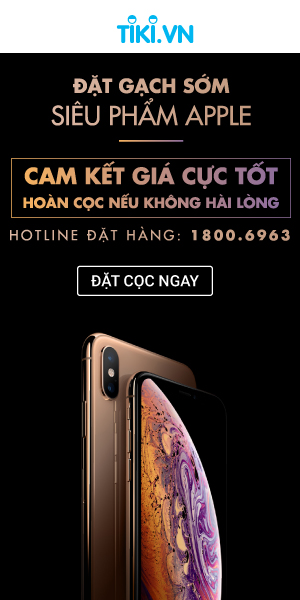 TIKI.VN
ĐẶT GẠCH SỚM
SIÊU PHẨM APPLE
CAM KẾT GIÁ CỰC TỐT
HOÀN CỌC NẾU KHÔNG HÀI LÒNG
HOTLINE ĐẶT HÀNG: 1800.6963
ĐẶT CỌC NGAY